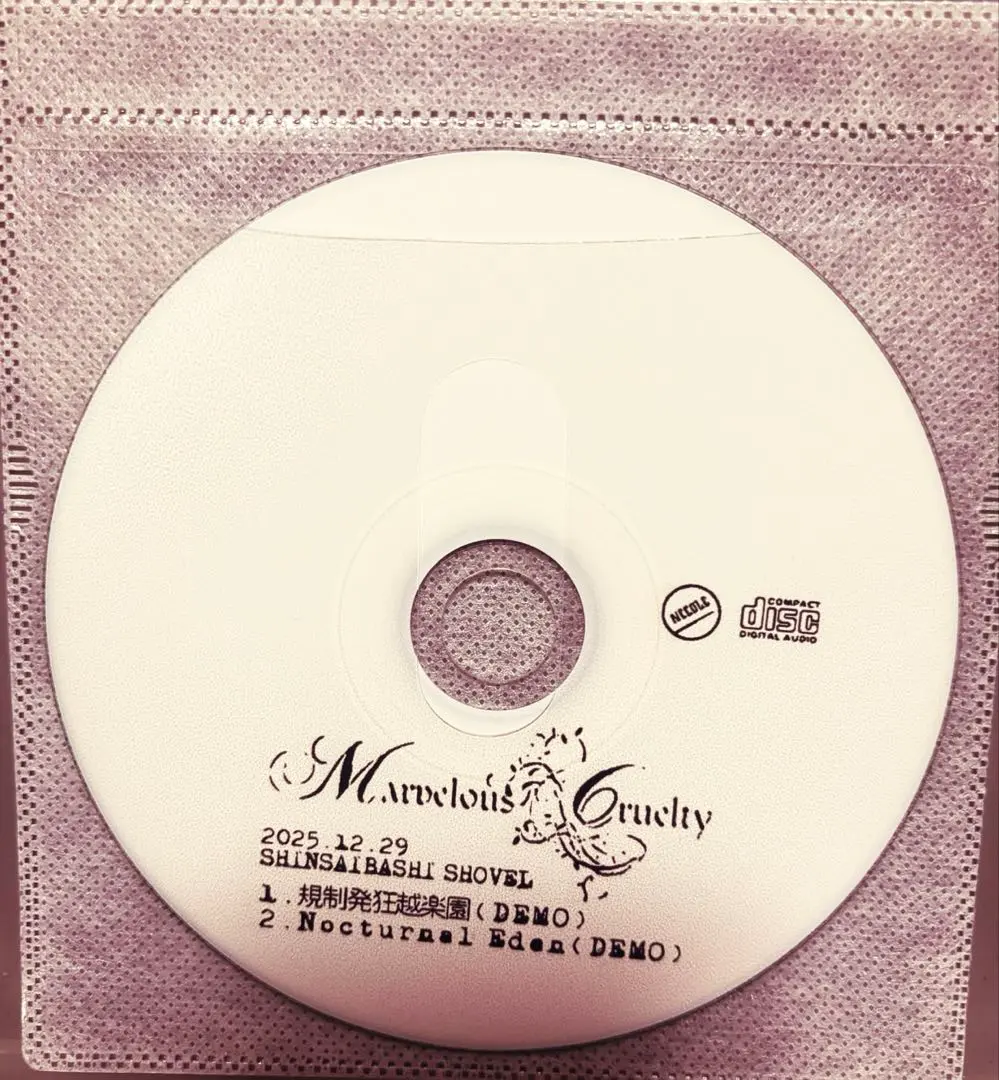 NEEDLE
COMPACT
disc
DIGITAL AUDIO
Marvelous Cruelty
2025.12.29
SHINSAIBASHI SHOVEL
1.規制発狂越楽園(DEMO)
2.Nocturnal Eden(DEMO)